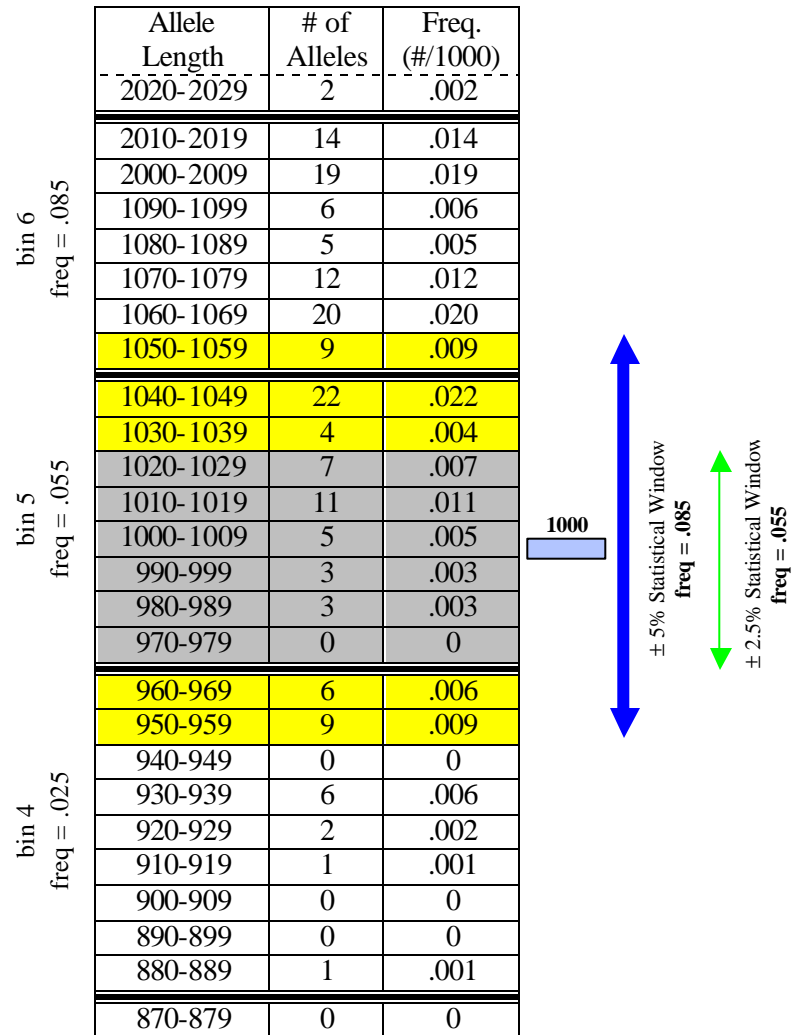 Allele Length # of Alleles Freq. (#/1000)
2020-2029 2 .002
2010-2019 14 .014
2000-2009 19 .019
1090-1099 6 .006
1080-1089 5 .005
1070-1079 12 .012
1060-1069 20 .020
1050-1059 9 .009
bin 6
freq = .085
1040-1049 22 .022
1030-1039 4 .004
1020-1029 7 .007
1010-1019 11 .011
1000-1009 5 .005
990-999 3 .003
980-989 3 .003
970-979 0 0
bin 5
freq = .055
960-969 6 .006
950-959 9 .009
940-949 0 0
930-939 6 .006
920-929 2 .002
910-919 1 .001
900-909 0 0
890-899 0 0
880-889 1 .001
bin 4
freq = .025
870-879 0 0
1000
± 5% Statistical Window
freq = .085
± 2.5% Statistical Window
freq = .055